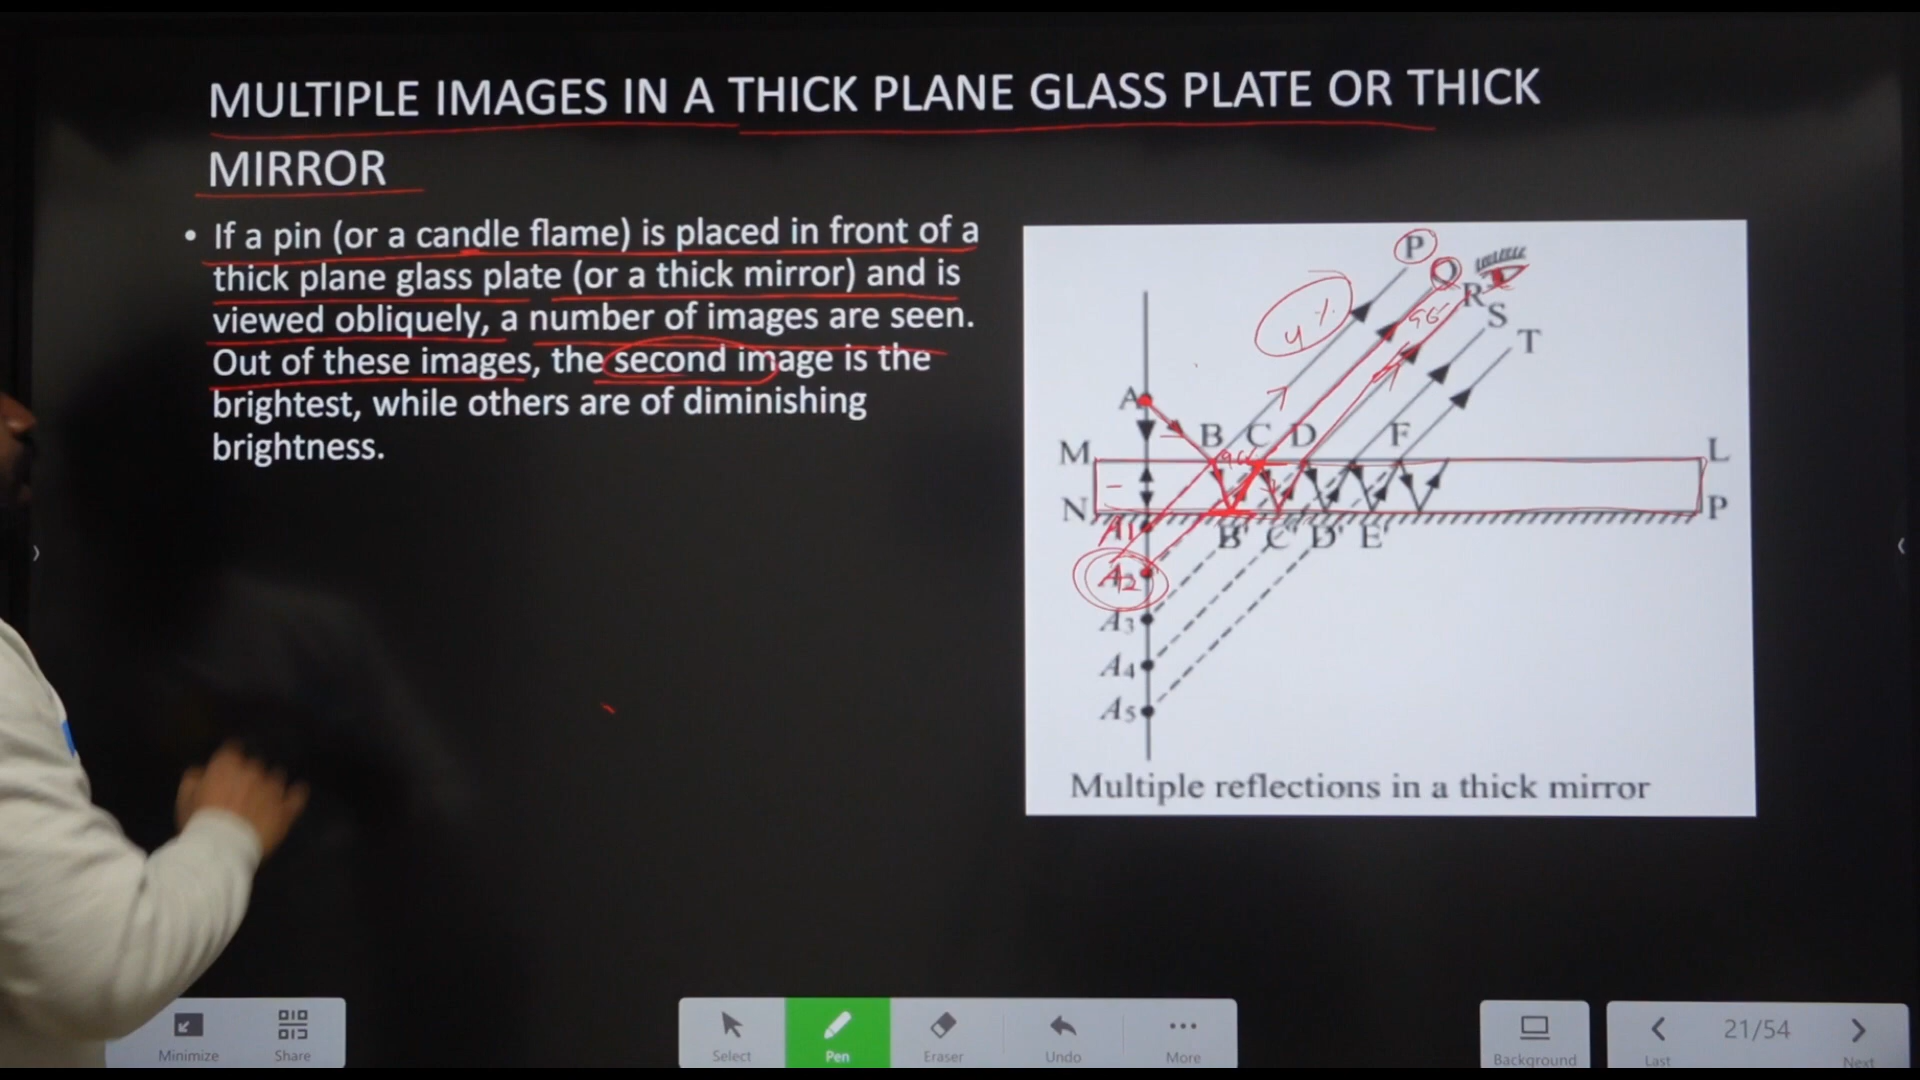 MULTIPLE IMAGES IN A THICK PLANE GLASS PLATE OR THICK
MIRROR
• If a pin (or a candle flame) is placed in front of a
thick plane glass plate (or a thick mirror) and is
viewed obliquely, a number of images are seen.
Out of these images, the second image is the
brightest, while others are of diminishing
brightness.
P
Q
R
S
T
4%
96
A
B C D F
96
M L
N P
A1 B' C' D' E'
A2
A3
A4
A5
Multiple reflections in a thick mirror
Minimize Share Select Pen Eraser Undo More Background Last 21/54 Next